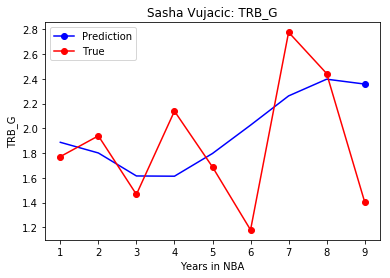 Sasha Vujacic: TRB_G
Prediction
True
TRB_G
2.8
2.6
2.4
2.2
2.0
1.8
1.6
1.4
1.2
1 2 3 4 5 6 7 8 9
Years in NBA